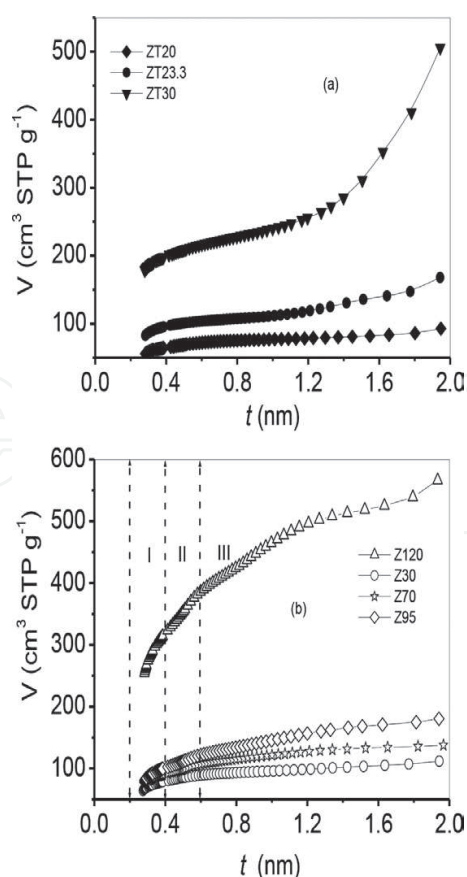 500
400
300
200
100
V (cm³ STP g⁻¹)
ZT20
ZT23.3
ZT30
(a)
0.0 0.4 0.8 1.2 1.6 2.0
t (nm)
600
500
400
300
200
100
V (cm³ STP g⁻¹)
I II III
Z120
Z30
Z70
Z95
(b)
0.0 0.4 0.8 1.2 1.6 2.0
t (nm)